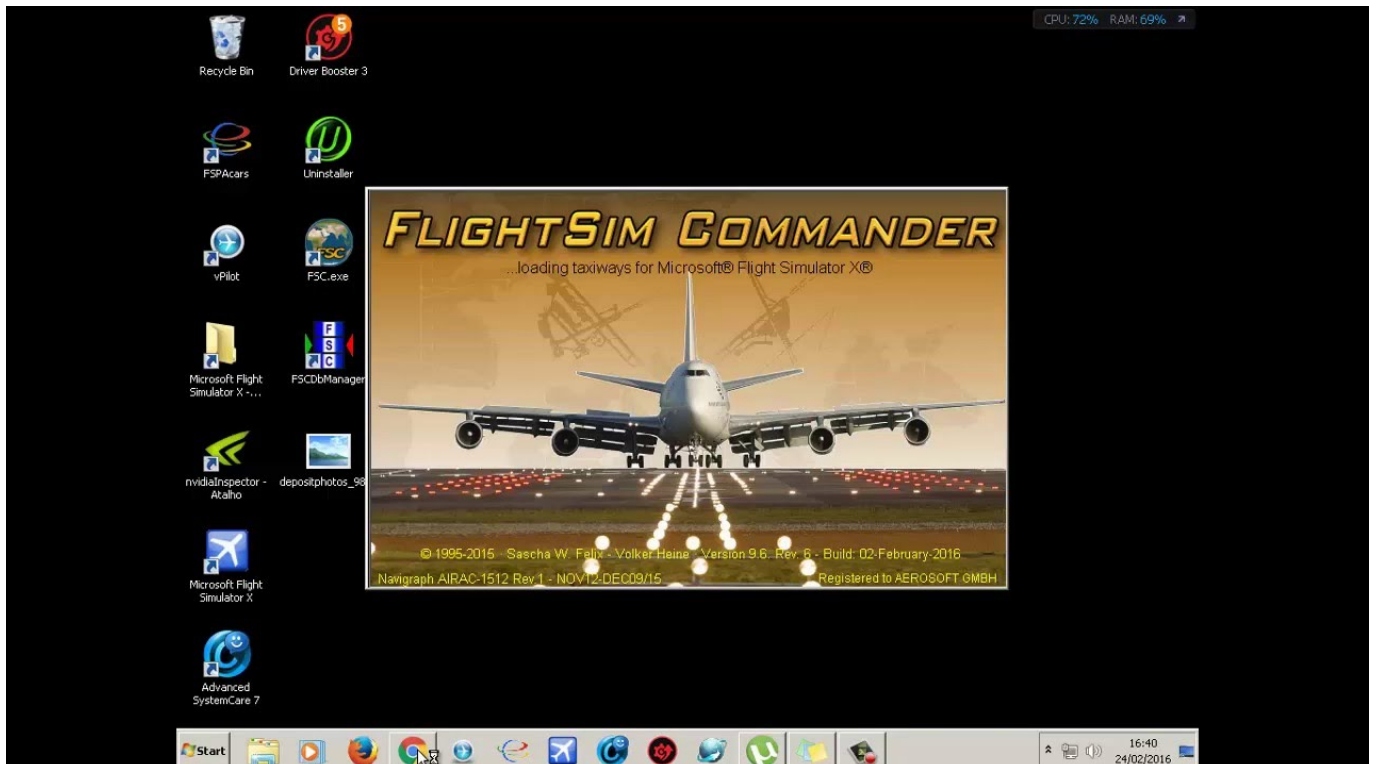 CPU: 72% RAM: 69%
Recycle Bin
Driver Booster 3
5
FSPAcars
Uninstaller
U
vPilot
FSC.exe
FSC
Microsoft Flight
Simulator X -...
FSCDbManager
F
S
C
nvidiaInspector -
Atalho
depositphotos_98
Microsoft Flight
Simulator X
Advanced
SystemCare 7
FLIGHTSIM COMMANDER
...loading taxiways for Microsoft® Flight Simulator X®
© 1995-2015 · Sascha W. Felix - Volker Heine · Version 9.6. Rev. 6 - Build: 02-February-2016
Navigraph AIRAC-1512 Rev.1 - NOV12-DEC09/15
Registered to AEROSOFT GMBH
Start
16:40
24/02/2016